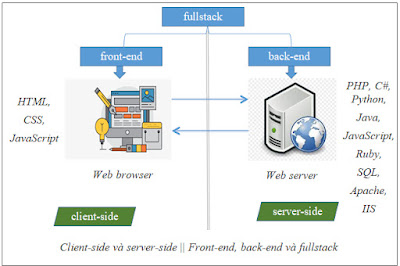 fullstack
front-end
back-end
HTML,
CSS,
JavaScript
PHP, C#,
Python,
Java,
JavaScript,
Ruby,
SQL,
Apache,
IIS
Web browser
Web server
client-side
server-side
Client-side và server-side || Front-end, back-end và fullstack